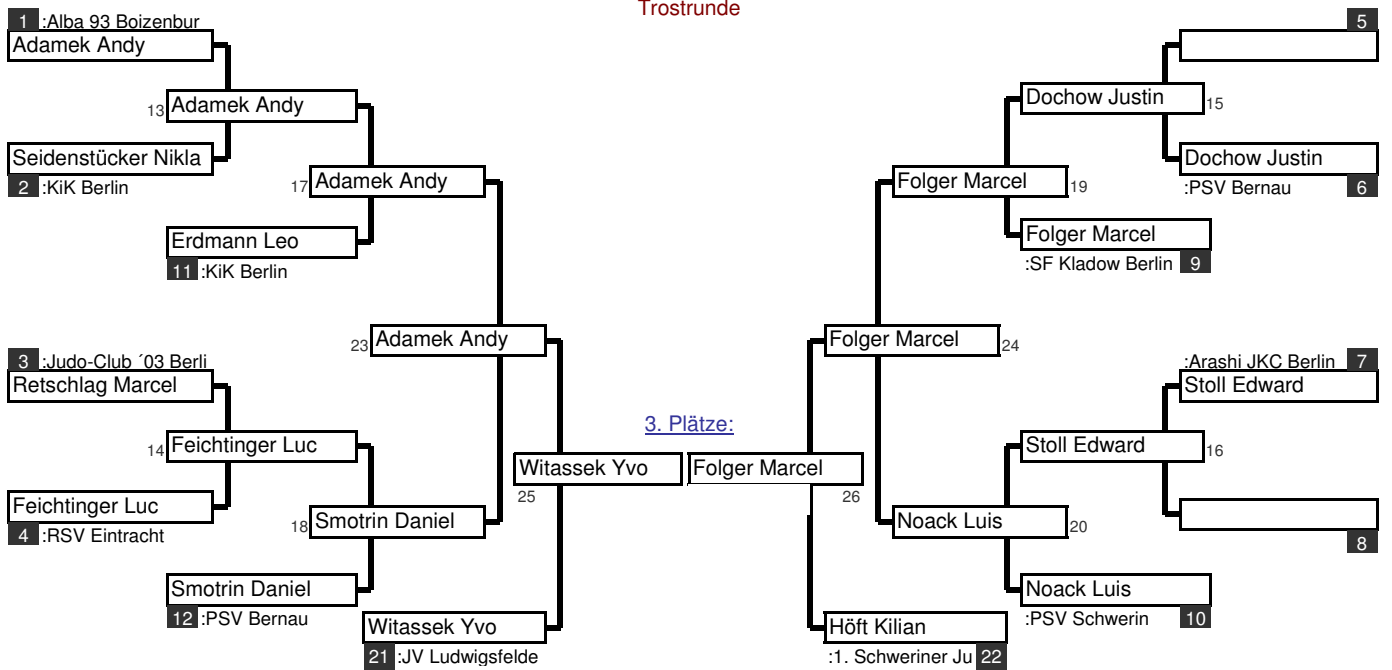 Trostrunde
1 :Alba 93 Boizenbur
5
Adamek Andy
13 Adamek Andy
Dochow Justin 15
Seidenstücker Nikla
Dochow Justin
2 :KiK Berlin
17 Adamek Andy
Folger Marcel 19
:PSV Bernau 6
Erdmann Leo
Folger Marcel
11 :KiK Berlin
:SF Kladow Berlin 9
23 Adamek Andy
Folger Marcel 24
3 :Judo-Club ´03 Berli
:Arashi JKC Berlin 7
Retschlag Marcel
Stoll Edward
3. Plätze:
14 Feichtinger Luc
Stoll Edward 16
Witassek Yvo
Folger Marcel
25
26
Feichtinger Luc
18 Smotrin Daniel
Noack Luis 20
4 :RSV Eintracht
8
Smotrin Daniel
Noack Luis
12 :PSV Bernau
:PSV Schwerin 10
Witassek Yvo
Höft Kilian
21 :JV Ludwigsfelde
:1. Schweriner Ju 22